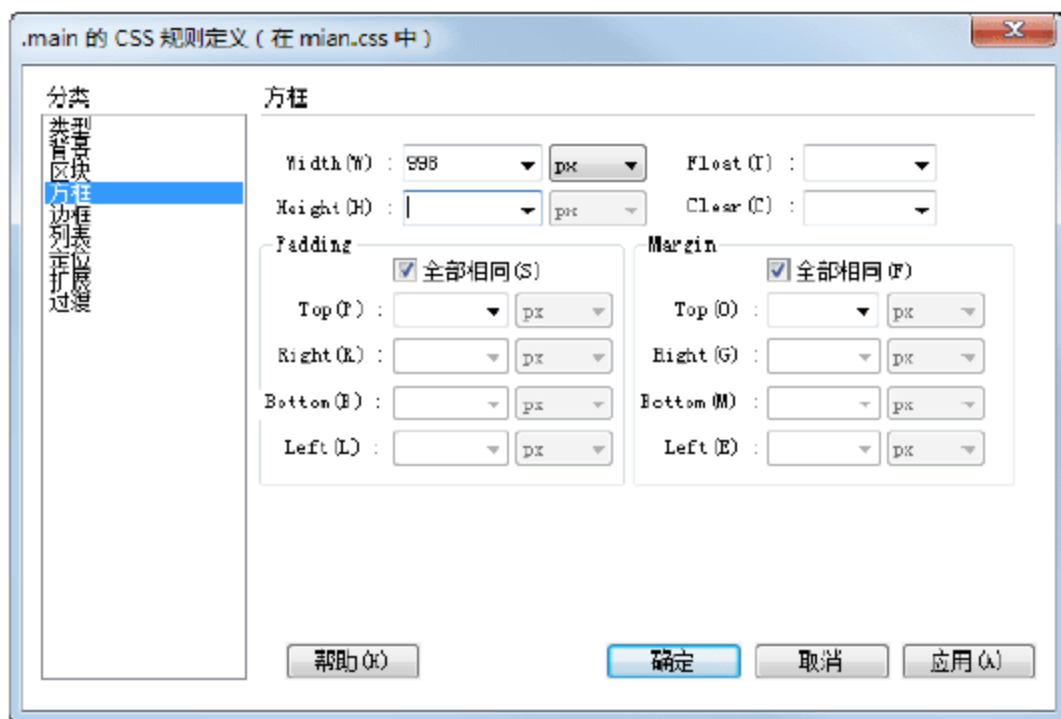 .main 的 CSS 规则定义（在 mian.css 中）
分类
类型
背景
区块
方框
边框
列表
定位
扩展
过渡
方框
Width(W) : 998 px Float(T) :
Height(H) : px Clear(C) :
Padding
全部相同(S)
Top(P) : px
Right(R) : px
Bottom(B) : px
Left(L) : px
Margin
全部相同(F)
Top(O) : px
Right(G) : px
Bottom(M) : px
Left(E) : px
帮助(H) 确定 取消 应用(A)